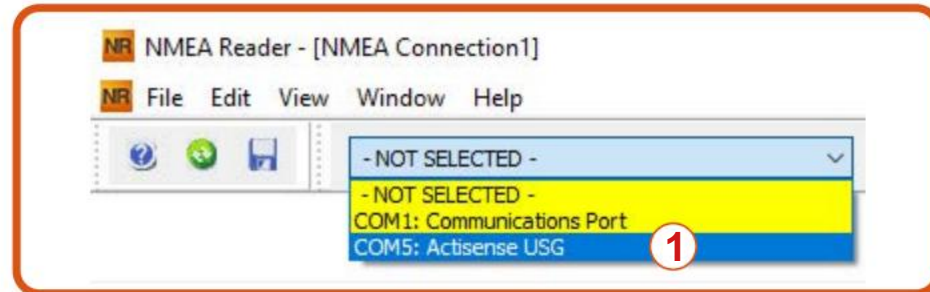 NR NMEA Reader - [NMEA Connection1]
NR File Edit View Window Help
- NOT SELECTED -
- NOT SELECTED -
COM1: Communications Port
COM5: Actisense USG 1